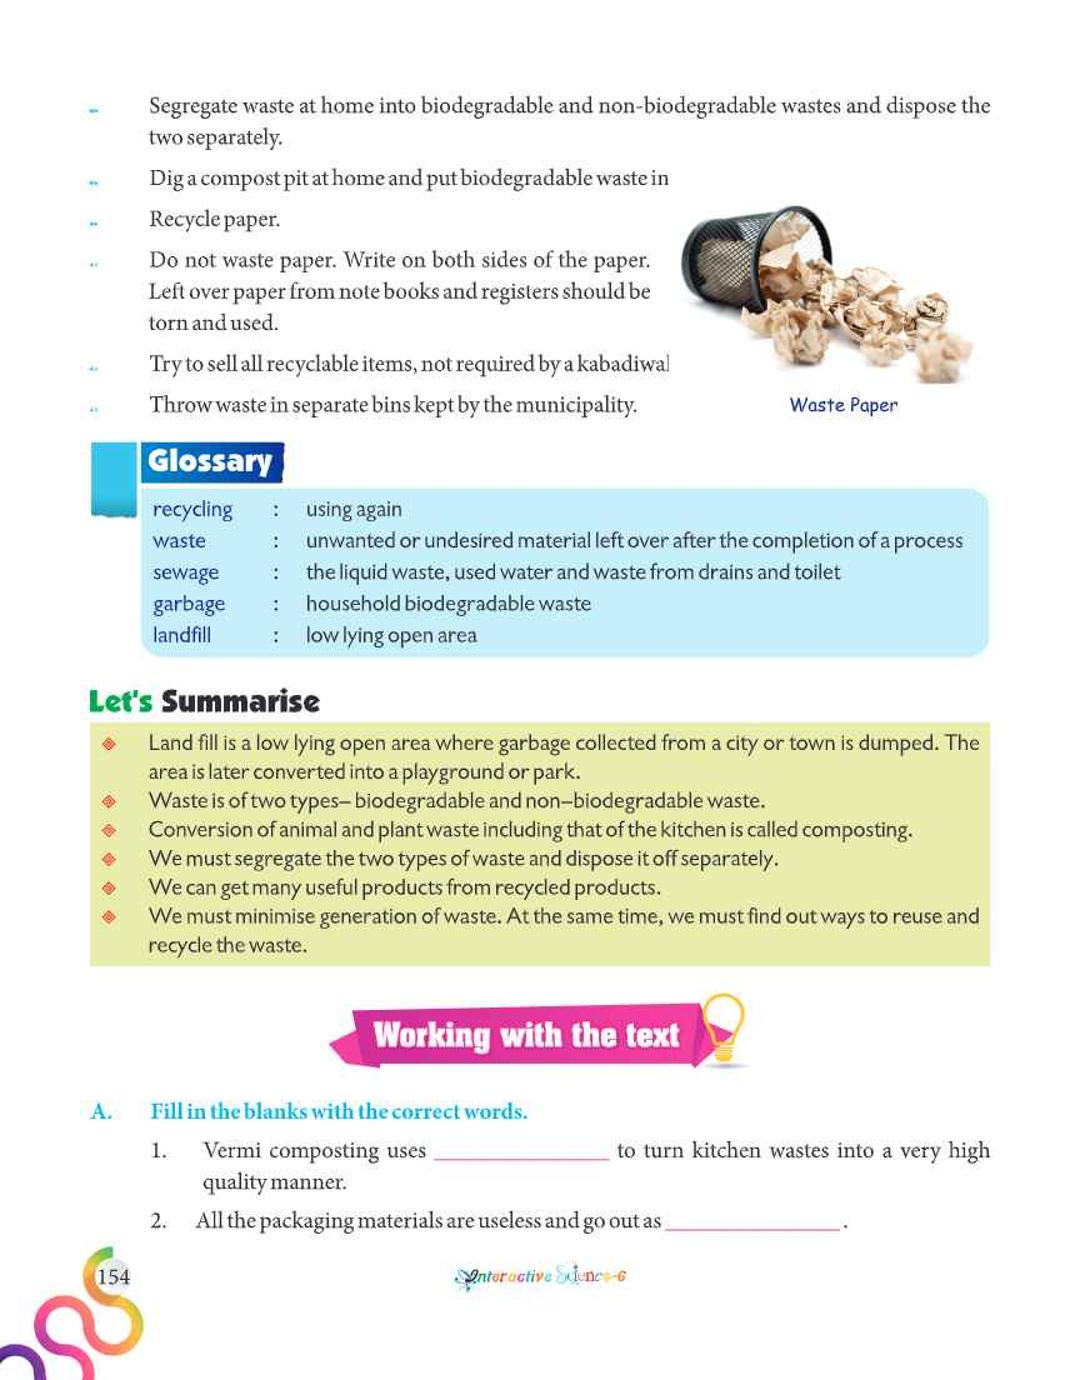 Segregate waste at home into biodegradable and non-biodegradable wastes and dispose the
two separately.
Dig a compost pit at home and put biodegradable waste in
Recycle paper.
Do not waste paper. Write on both sides of the paper.
Left over paper from note books and registers should be
torn and used.
Try to sell all recyclable items, not required by a kabadiwal
Throw waste in separate bins kept by the municipality.
Waste Paper
Glossary
recycling : using again
waste : unwanted or undesired material left over after the completion of a process
sewage : the liquid waste, used water and waste from drains and toilet
garbage : household biodegradable waste
landfill : low lying open area
Let's Summarise
Land fill is a low lying open area where garbage collected from a city or town is dumped. The
area is later converted into a playground or park.
Waste is of two types– biodegradable and non–biodegradable waste.
Conversion of animal and plant waste including that of the kitchen is called composting.
We must segregate the two types of waste and dispose it off separately.
We can get many useful products from recycled products.
We must minimise generation of waste. At the same time, we must find out ways to reuse and
recycle the waste.
Working with the text
A. Fill in the blanks with the correct words.
1. Vermi composting uses ______________ to turn kitchen wastes into a very high
quality manner.
2. All the packaging materials are useless and go out as ______________ .
154
Interactive Science-6